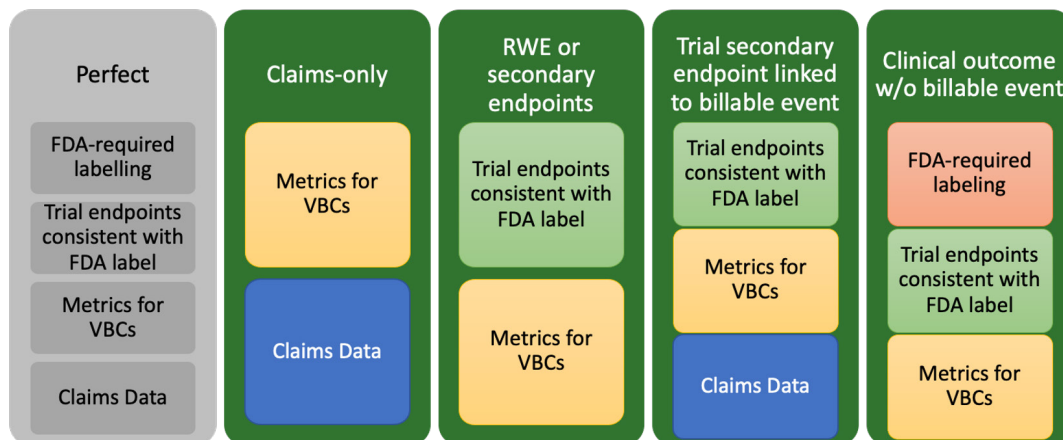 Perfect
FDA-required
labelling
Trial endpoints
consistent with
FDA label
Metrics for
VBCs
Claims Data
Claims-only
Metrics for
VBCs
Claims Data
RWE or
secondary
endpoints
Trial endpoints
consistent with
FDA label
Metrics for
VBCs
Trial secondary
endpoint linked
to billable event
Trial endpoints
consistent with
FDA label
Metrics for
VBCs
Claims Data
Clinical outcome
w/o billable event
FDA-required
labeling
Trial endpoints
consistent with
FDA label
Metrics for
VBCs